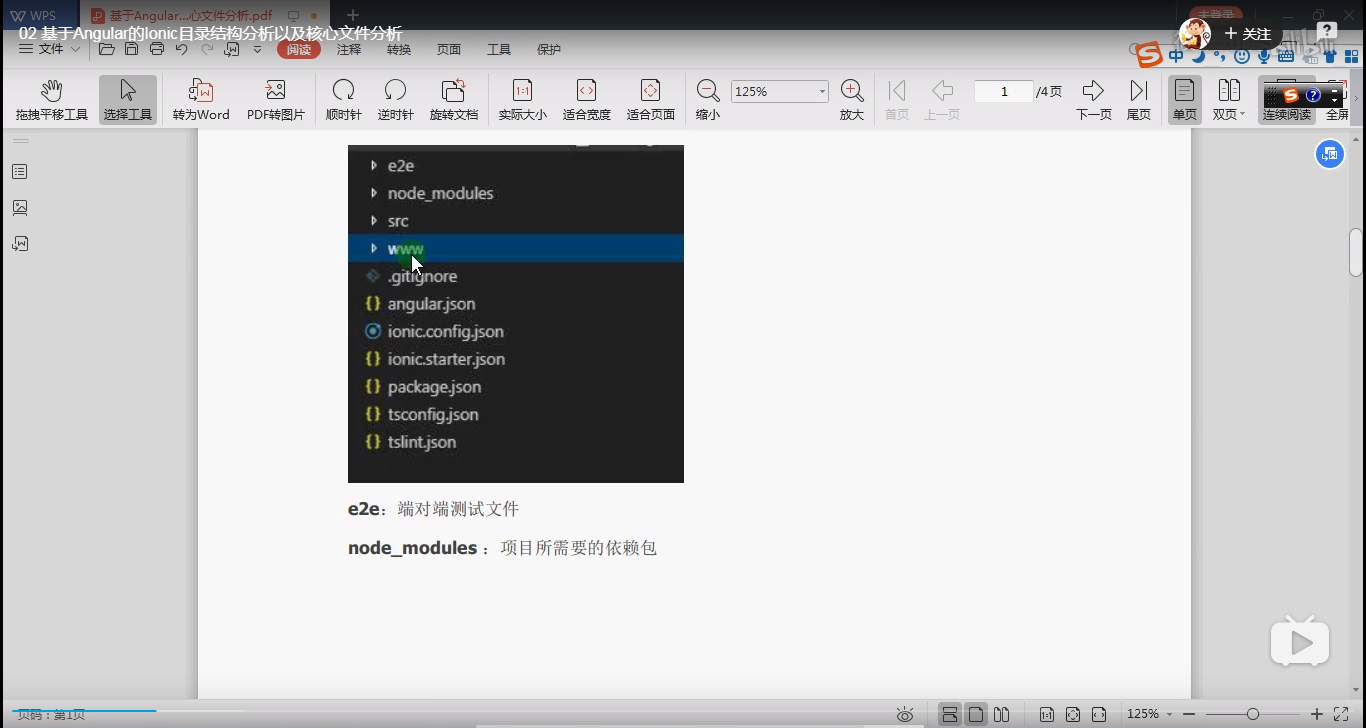 WPS
基于Angular...心文件分析.pdf
未登录
02 基于Angular的Ionic目录结构分析以及核心文件分析
+ 关注
文件
阅读
注释
转换
页面
工具
保护
中
拖拽平移工具
选择工具
转为Word
PDF转图片
顺时针
逆时针
旋转文档
实际大小
适合宽度
适合页面
缩小
125%
放大
首页
上一页
1
/4页
下一页
尾页
单页
双页
连续阅读
全屏
e2e
node_modules
src
www
.gitignore
angular.json
ionic.config.json
ionic.starter.json
package.json
tsconfig.json
tslint.json
e2e：端对端测试文件
node_modules ：项目所需要的依赖包
页码：第1页
125%